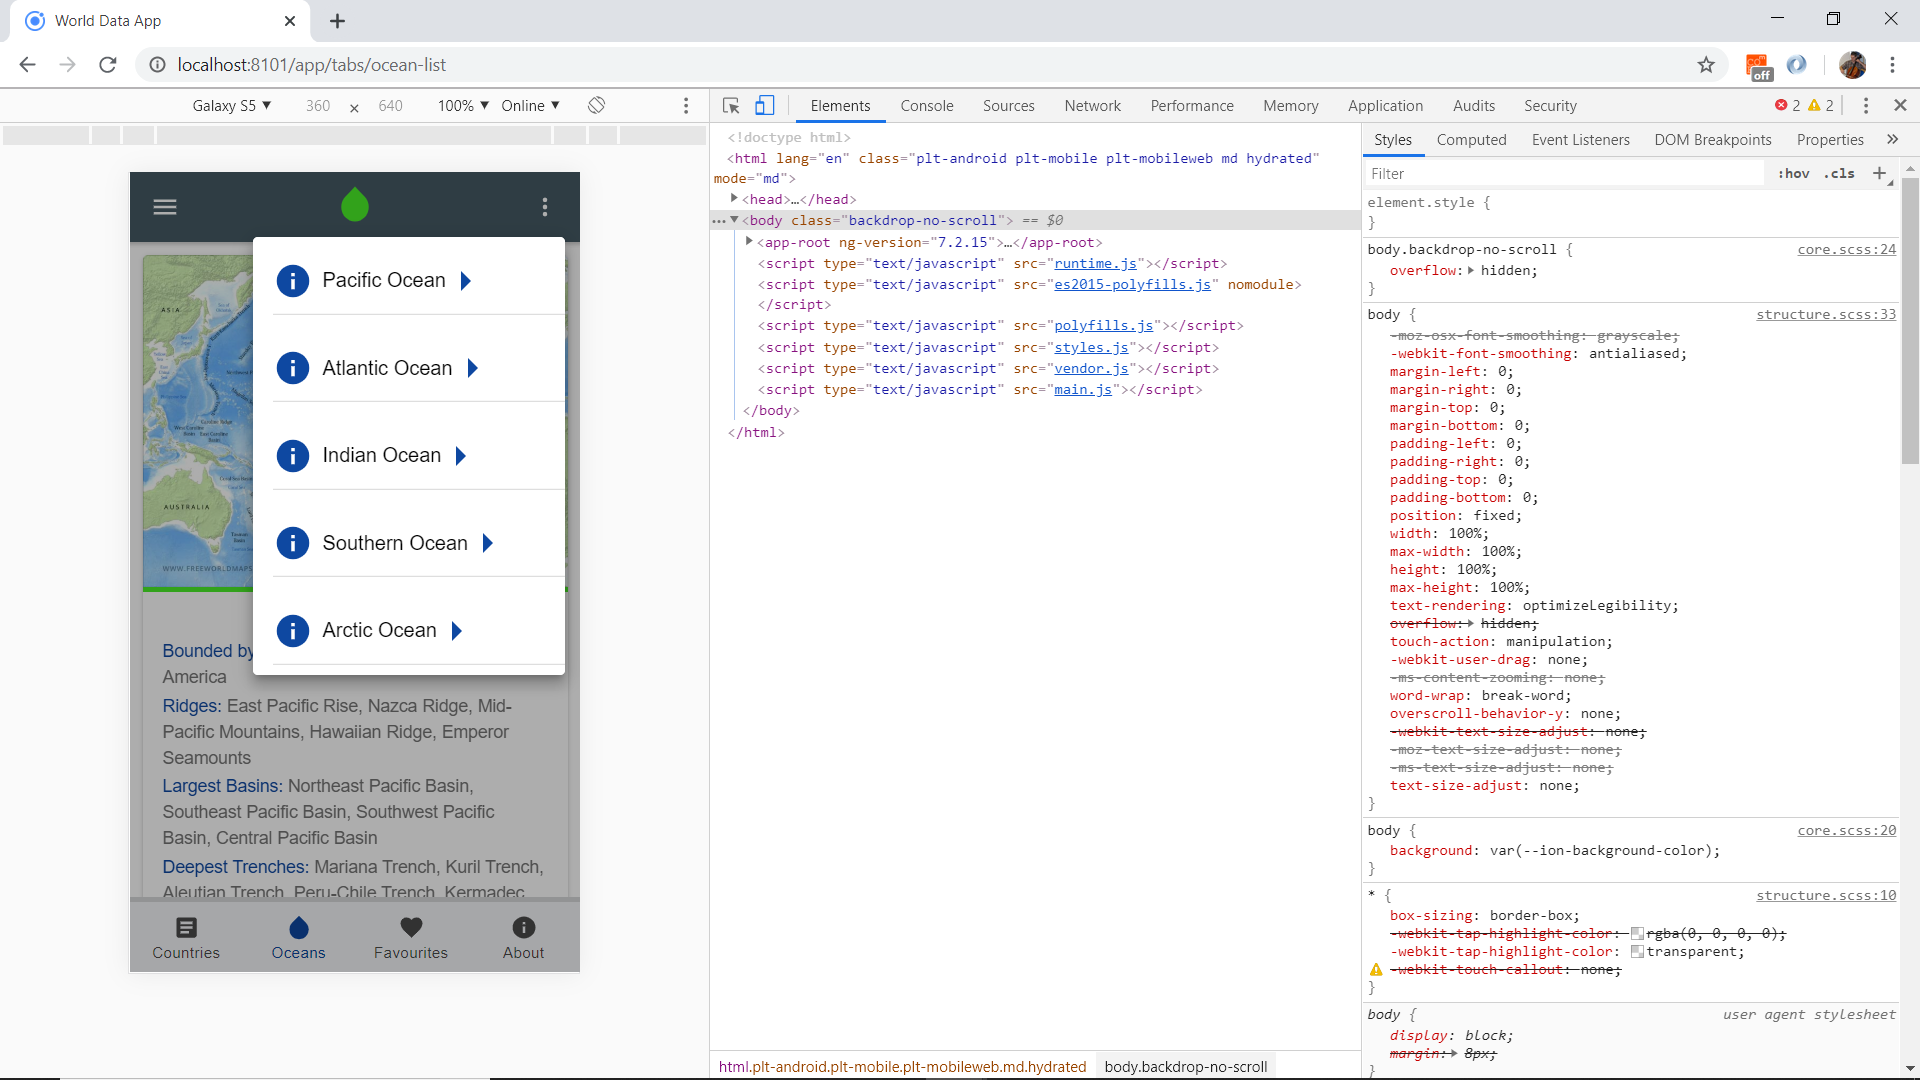 World Data App
localhost:8101/app/tabs/ocean-list
off
Galaxy S5 ▼ 360 × 640 100% ▼ Online ▼
Elements Console Sources Network Performance Memory Application Audits Security 2 2
Pacific Ocean
Atlantic Ocean
Indian Ocean
Southern Ocean
Arctic Ocean
ASIA
AUSTRALIA
WWW.FREEWORLDMAPS
Bounded by
America
Ridges: East Pacific Rise, Nazca Ridge, Mid-
Pacific Mountains, Hawaiian Ridge, Emperor
Seamounts
Largest Basins: Northeast Pacific Basin,
Southeast Pacific Basin, Southwest Pacific
Basin, Central Pacific Basin
Deepest Trenches: Mariana Trench, Kuril Trench,
Aleutian Trench, Peru-Chile Trench, Kermadec
Countries Oceans Favourites About
<!doctype html>
<html lang="en" class="plt-android plt-mobile plt-mobileweb md hydrated"
mode="md">
<head>…</head>
<body class="backdrop-no-scroll"> == $0
<app-root ng-version="7.2.15">…</app-root>
<script type="text/javascript" src="runtime.js"></script>
<script type="text/javascript" src="es2015-polyfills.js" nomodule>
</script>
<script type="text/javascript" src="polyfills.js"></script>
<script type="text/javascript" src="styles.js"></script>
<script type="text/javascript" src="vendor.js"></script>
<script type="text/javascript" src="main.js"></script>
</body>
</html>
html.plt-android.plt-mobile.plt-mobileweb.md.hydrated body.backdrop-no-scroll
Styles Computed Event Listeners DOM Breakpoints Properties »
Filter :hov .cls +
element.style {
}
body.backdrop-no-scroll { core.scss:24
overflow: hidden;
}
body { structure.scss:33
-moz-osx-font-smoothing: grayscale;
-webkit-font-smoothing: antialiased;
margin-left: 0;
margin-right: 0;
margin-top: 0;
margin-bottom: 0;
padding-left: 0;
padding-right: 0;
padding-top: 0;
padding-bottom: 0;
position: fixed;
width: 100%;
max-width: 100%;
height: 100%;
max-height: 100%;
text-rendering: optimizeLegibility;
overflow: hidden;
touch-action: manipulation;
-webkit-user-drag: none;
-ms-content-zooming: none;
word-wrap: break-word;
overscroll-behavior-y: none;
-webkit-text-size-adjust: none;
-moz-text-size-adjust: none;
-ms-text-size-adjust: none;
text-size-adjust: none;
}
body { core.scss:20
background: var(--ion-background-color);
}
* { structure.scss:10
box-sizing: border-box;
-webkit-tap-highlight-color: rgba(0, 0, 0, 0);
-webkit-tap-highlight-color: transparent;
-webkit-touch-callout: none;
}
body { user agent stylesheet
display: block;
margin: 8px;
}